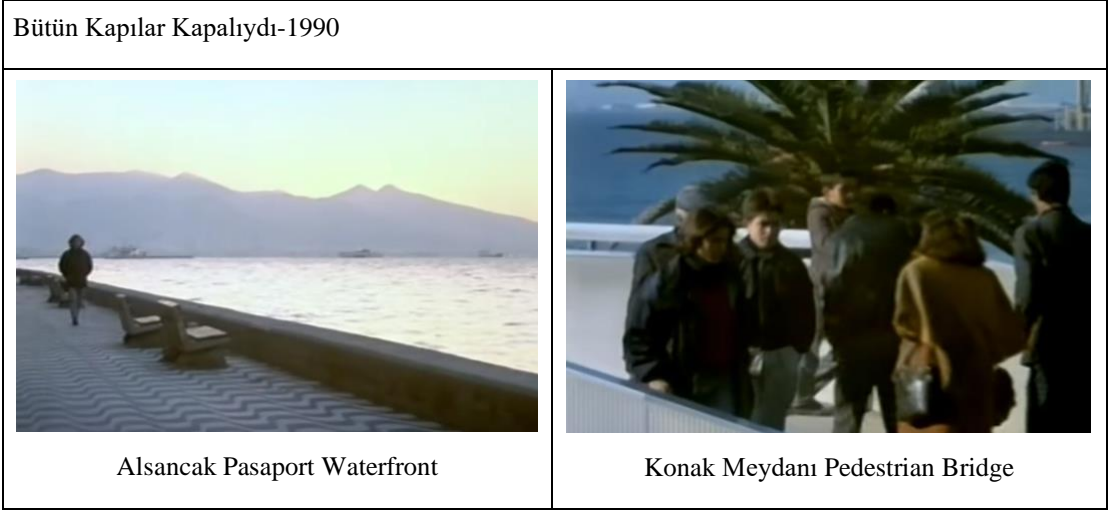 Bütün Kapılar Kapalıydı-1990
Alsancak Pasaport Waterfront
Konak Meydanı Pedestrian Bridge